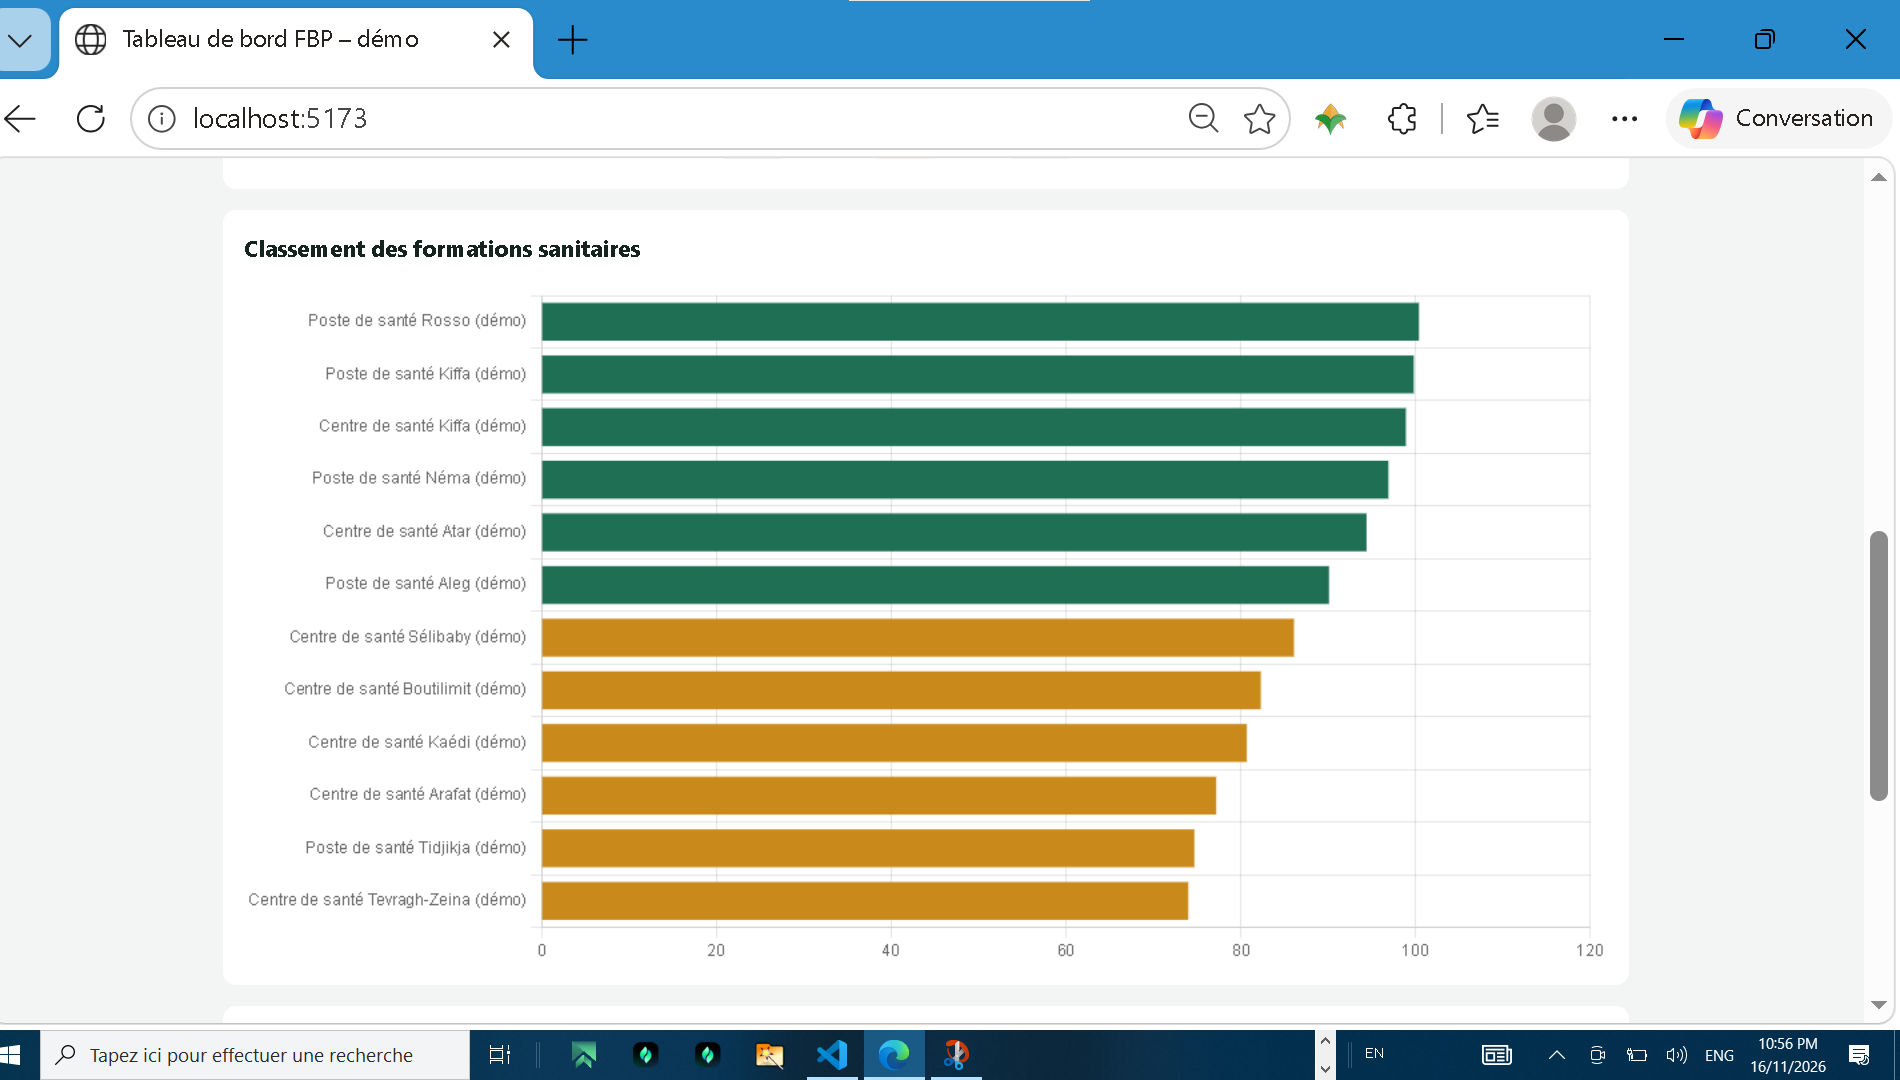 Tableau de bord FBP – démo
localhost:5173
Conversation
Classement des formations sanitaires
Poste de santé Rosso (démo)
Poste de santé Kiffa (démo)
Centre de santé Kiffa (démo)
Poste de santé Néma (démo)
Centre de santé Atar (démo)
Poste de santé Aleg (démo)
Centre de santé Sélibaby (démo)
Centre de santé Boutilimit (démo)
Centre de santé Kaédi (démo)
Centre de santé Arafat (démo)
Poste de santé Tidjikja (démo)
Centre de santé Tevragh-Zeina (démo)
0 20 40 60 80 100 120
Tapez ici pour effectuer une recherche
EN
ENG
10:56 PM
16/11/2026